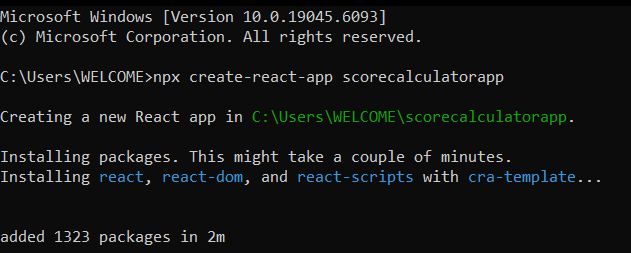 Microsoft Windows [Version 10.0.19045.6093]
(c) Microsoft Corporation. All rights reserved.
C:\Users\WELCOME>npx create-react-app scorecalculatorapp
Creating a new React app in C:\Users\WELCOME\scorecalculatorapp.
Installing packages. This might take a couple of minutes.
Installing react, react-dom, and react-scripts with cra-template...
added 1323 packages in 2m